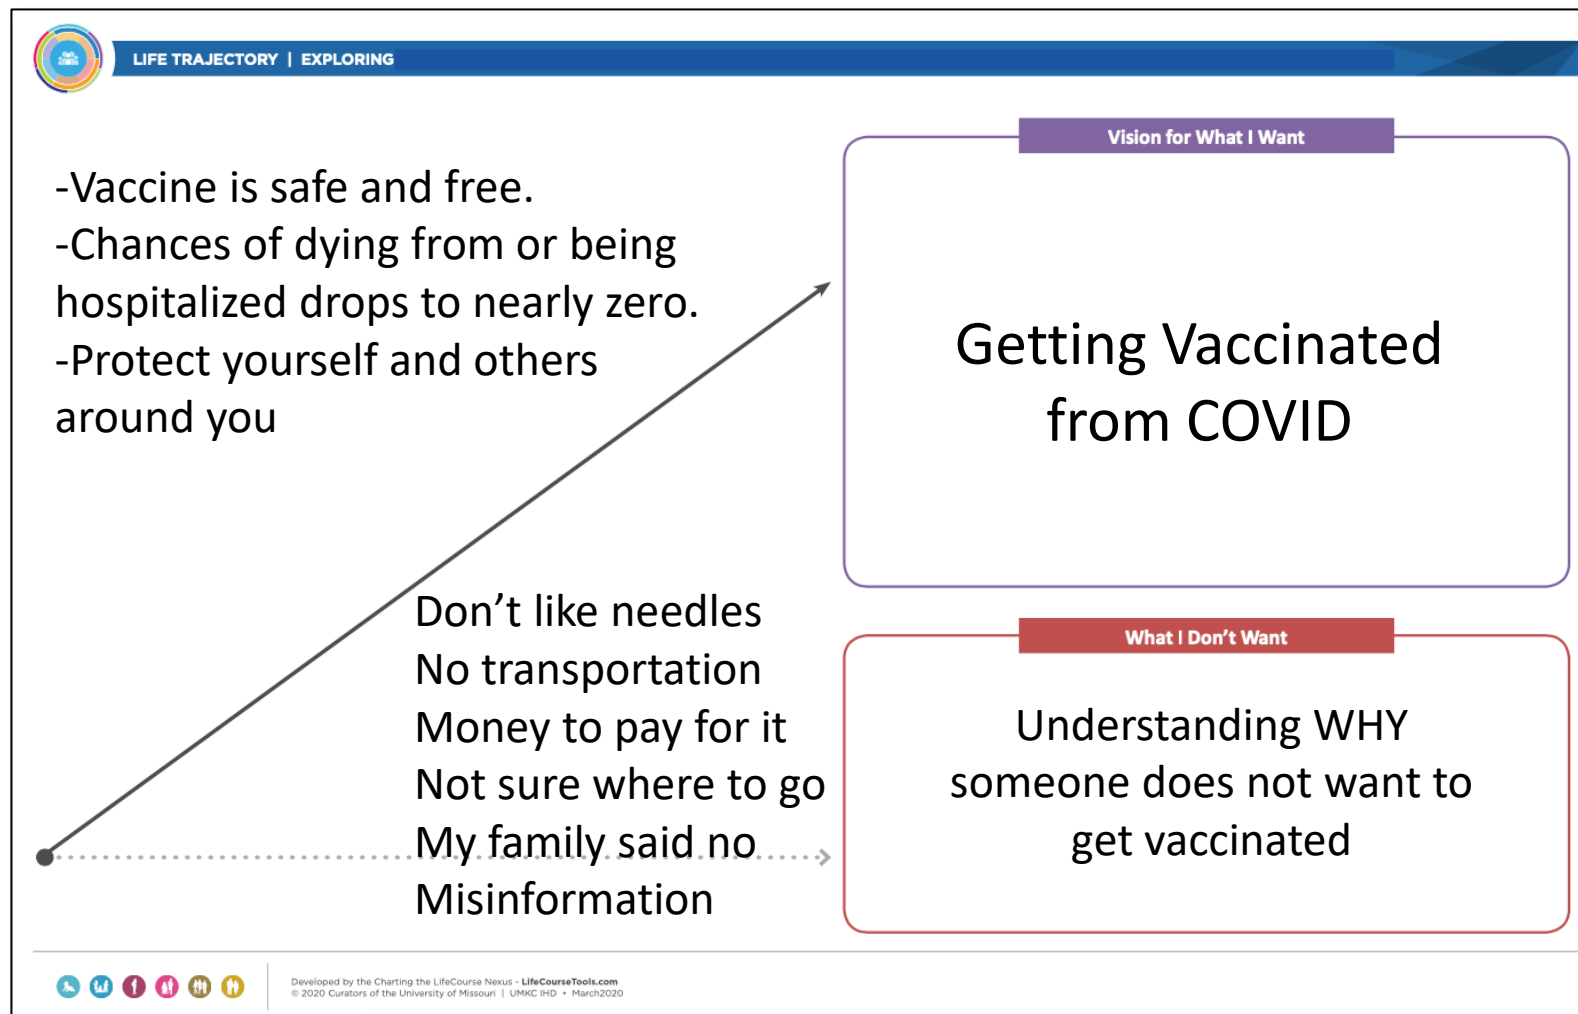 LIFE TRAJECTORY | EXPLORING
-Vaccine is safe and free.
-Chances of dying from or being
hospitalized drops to nearly zero.
-Protect yourself and others
around you
Vision for What I Want
Getting Vaccinated
from COVID
Don’t like needles
No transportation
Money to pay for it
Not sure where to go
My family said no
Misinformation
What I Don’t Want
Understanding WHY
someone does not want to
get vaccinated
Developed by the Charting the LifeCourse Nexus - LifeCourseTools.com
© 2020 Curators of the University of Missouri | UMKC IHD • March2020